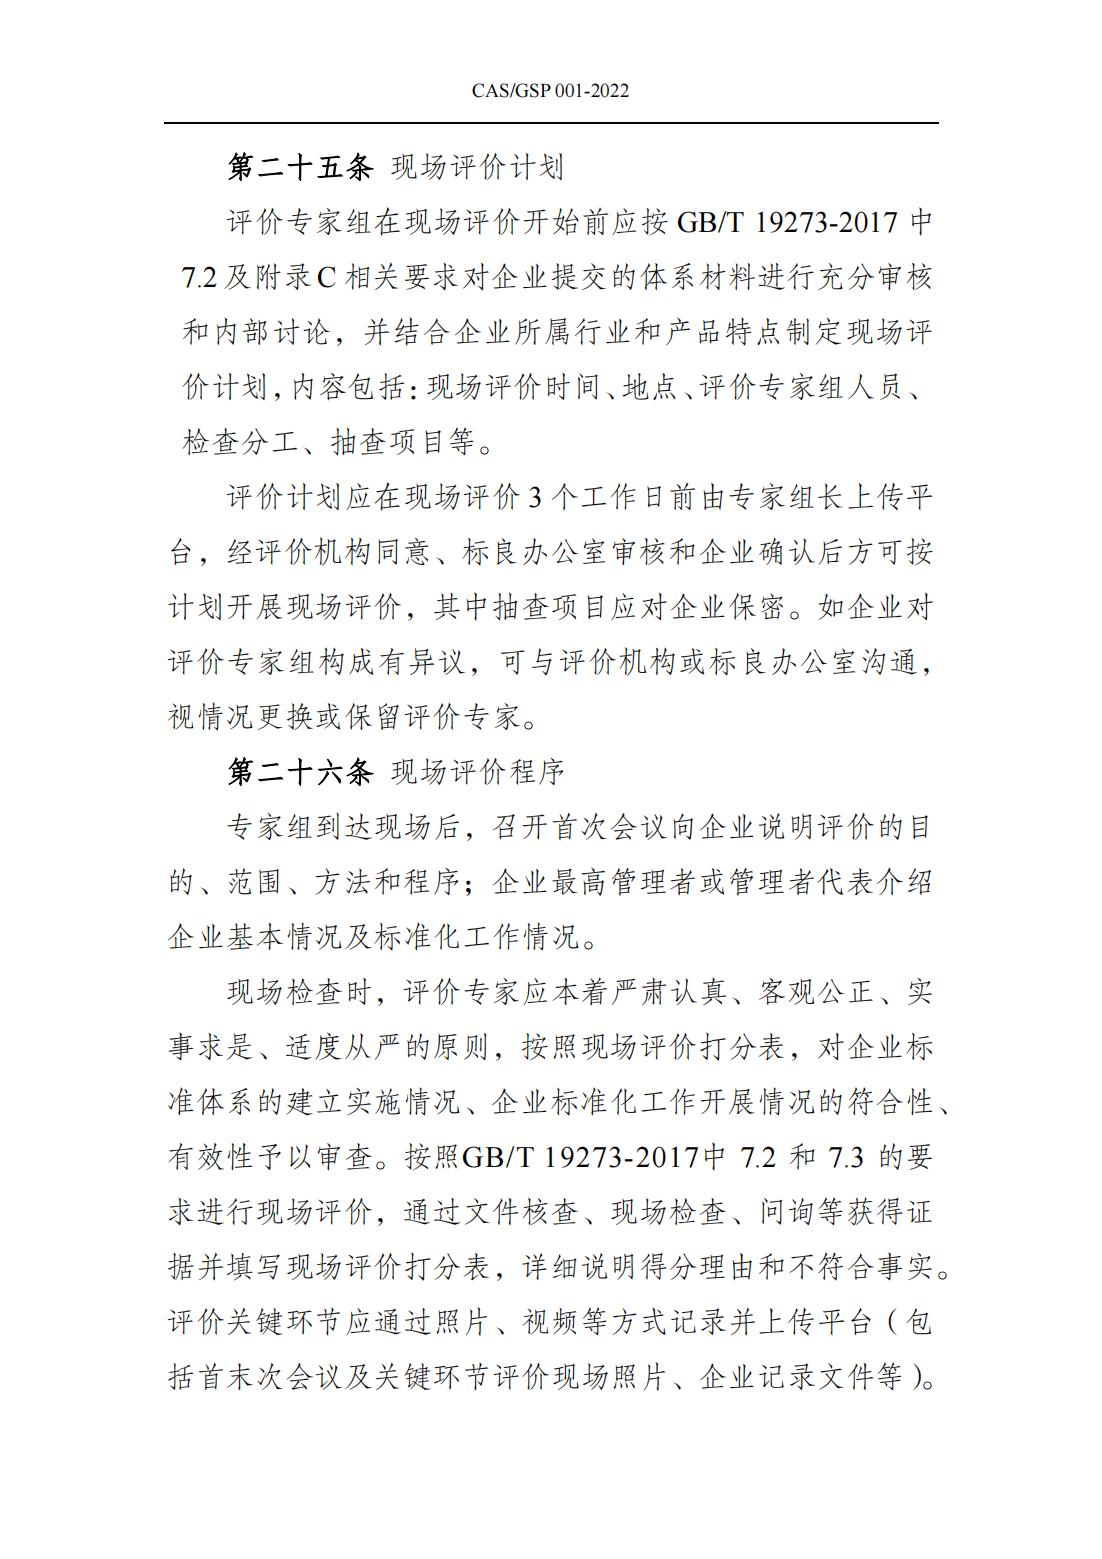 CAS/GSP 001-2022
第二十五条 现场评价计划
评价专家组在现场评价开始前应按 GB/T 19273-2017 中
7.2 及附录 C 相关要求对企业提交的体系材料进行充分审核
和内部讨论，并结合企业所属行业和产品特点制定现场评
价计划，内容包括：现场评价时间、地点、评价专家组人员、
检查分工、抽查项目等。
评价计划应在现场评价 3 个工作日前由专家组长上传平
台，经评价机构同意、标良办公室审核和企业确认后方可按
计划开展现场评价，其中抽查项目应对企业保密。如企业对
评价专家组构成有异议，可与评价机构或标良办公室沟通，
视情况更换或保留评价专家。
第二十六条 现场评价程序
专家组到达现场后，召开首次会议向企业说明评价的目
的、范围、方法和程序；企业最高管理者或管理者代表介绍
企业基本情况及标准化工作情况。
现场检查时，评价专家应本着严肃认真、客观公正、实
事求是、适度从严的原则，按照现场评价打分表，对企业标
准体系的建立实施情况、企业标准化工作开展情况的符合性、
有效性予以审查。按照GB/T 19273-2017中 7.2 和 7.3 的要
求进行现场评价，通过文件核查、现场检查、问询等获得证
据并填写现场评价打分表，详细说明得分理由和不符合事实。
评价关键环节应通过照片、视频等方式记录并上传平台（包
括首末次会议及关键环节评价现场照片、企业记录文件等）。